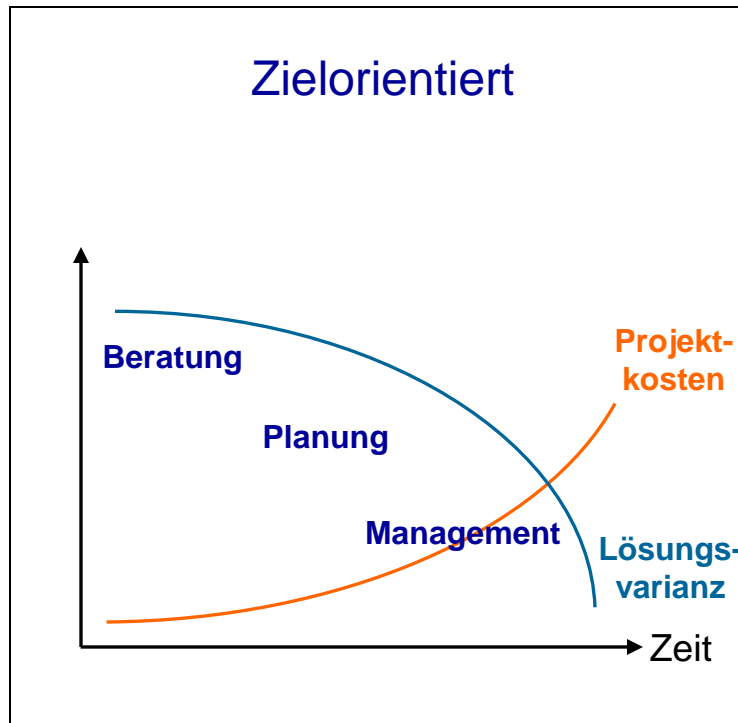 Zielorientiert
Beratung
Projekt-
kosten
Planung
Management
Lösungs-
varianz
Zeit